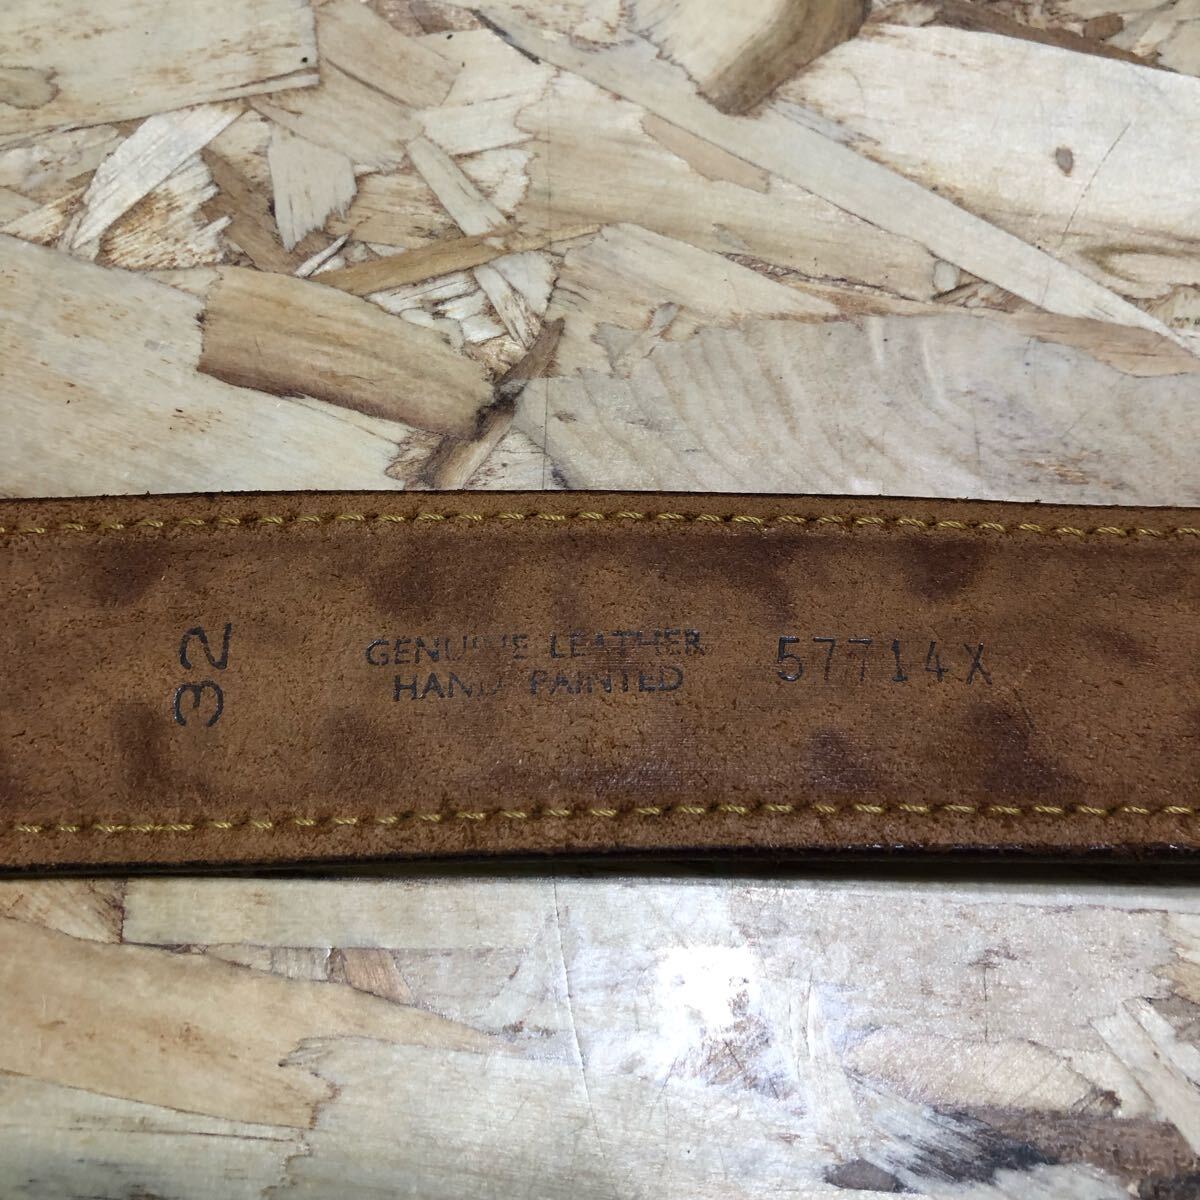 32
GENUINE LEATHER
HAND PAINTED
57714X